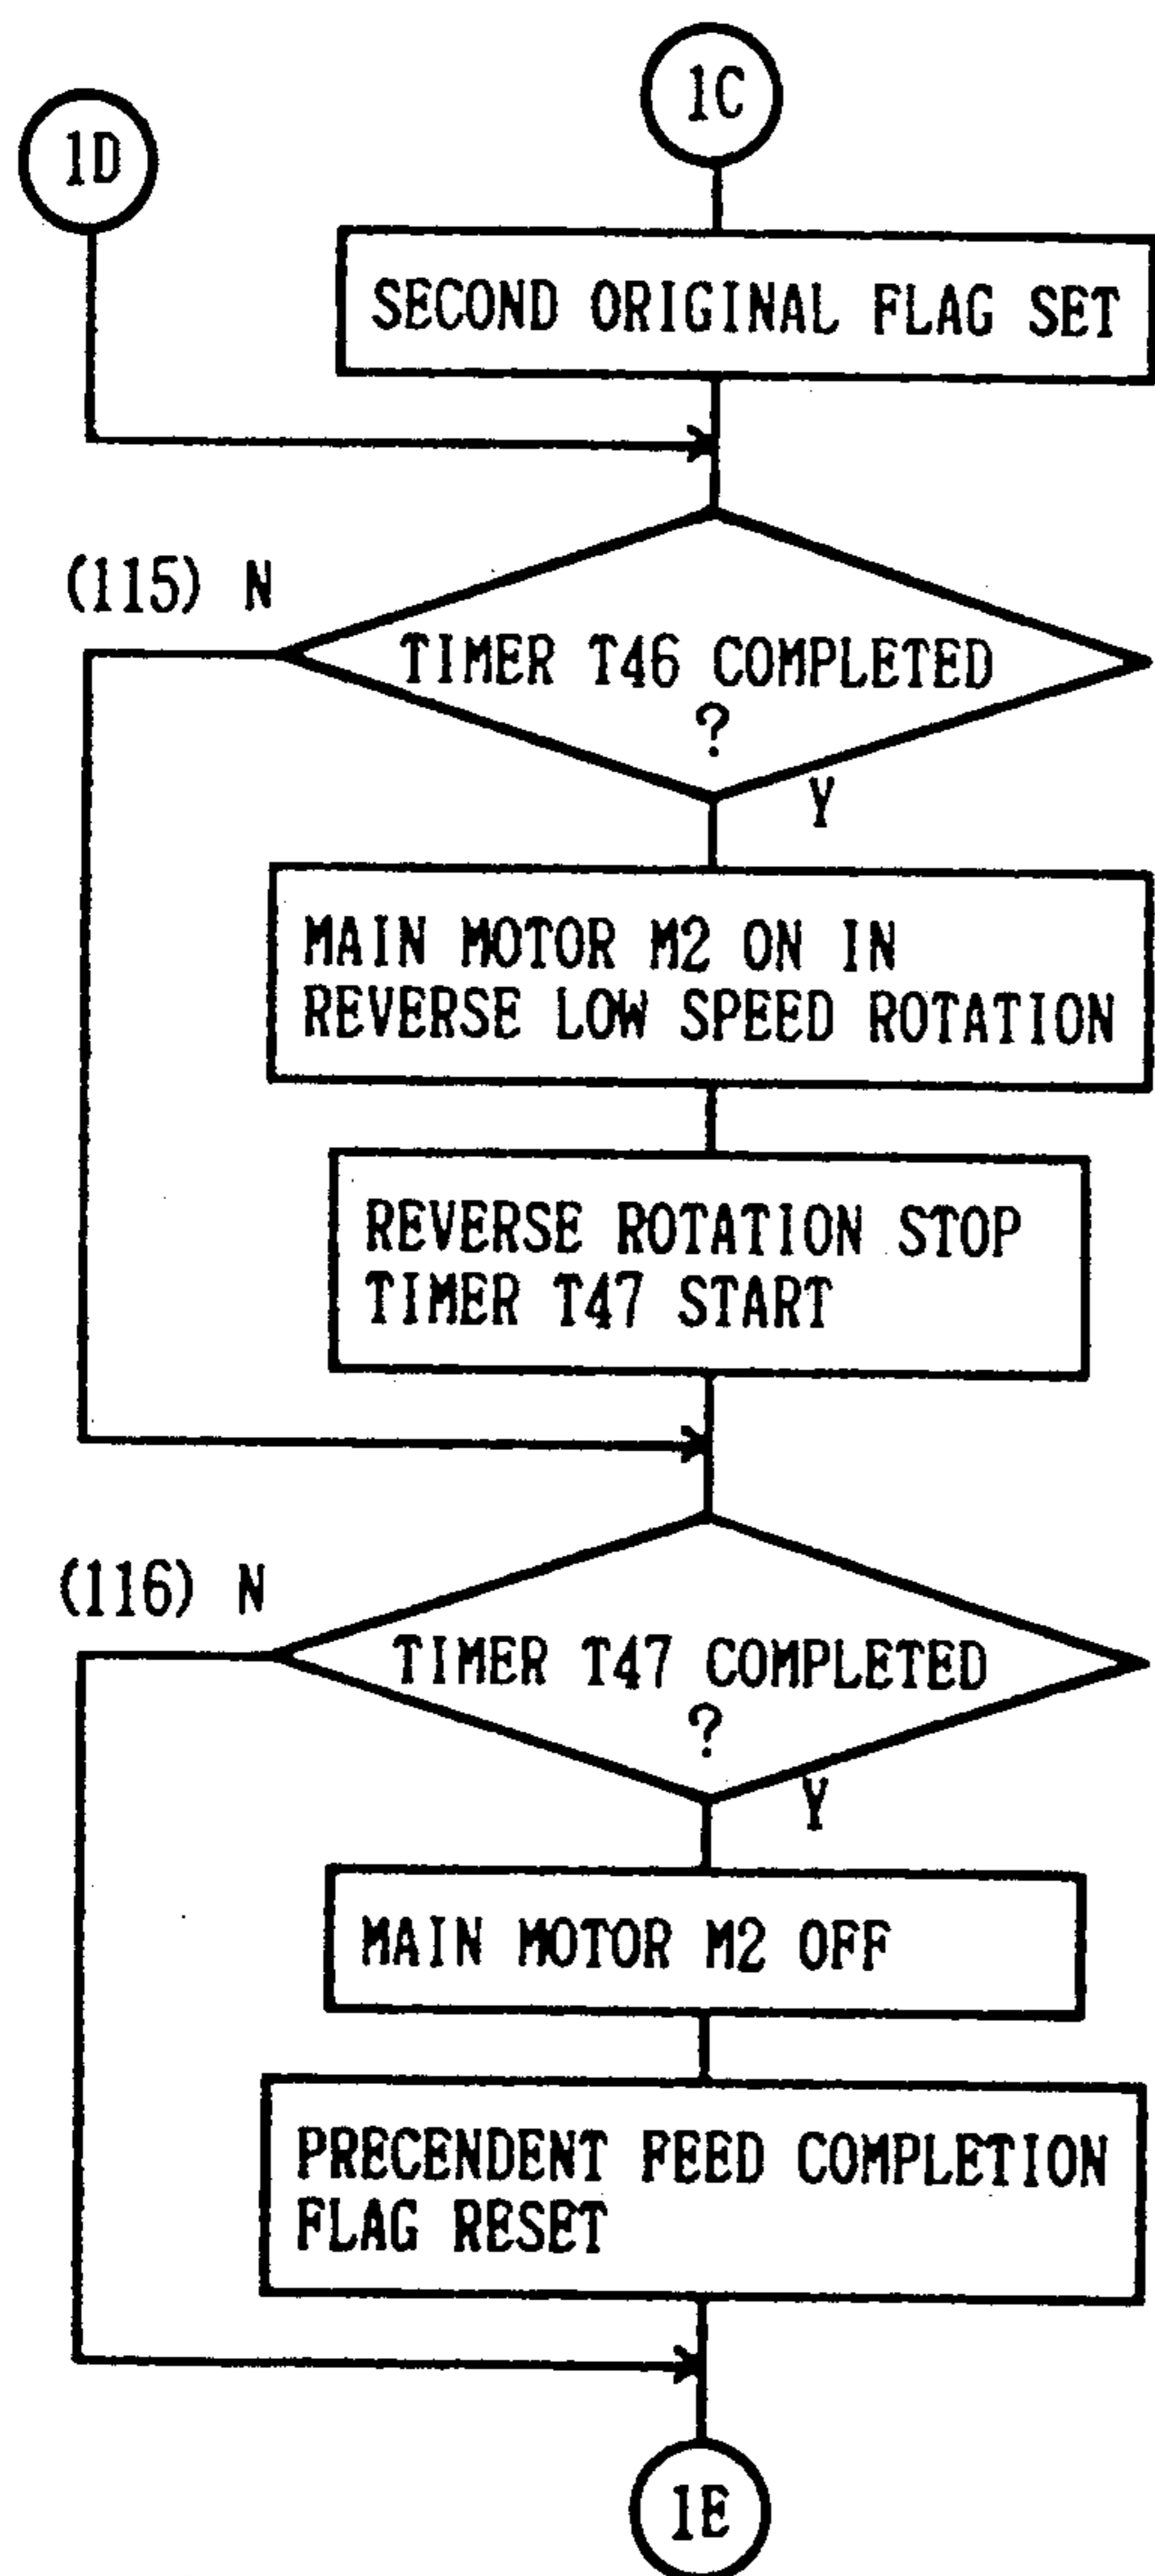 1C
1D
SECOND ORIGINAL FLAG SET
(115) N
TIMER T46 COMPLETED
?
Y
MAIN MOTOR M2 ON IN
REVERSE LOW SPEED ROTATION
REVERSE ROTATION STOP
TIMER T47 START
(116) N
TIMER T47 COMPLETED
?
Y
MAIN MOTOR M2 OFF
PRECENDENT FEED COMPLETION
FLAG RESET
1E